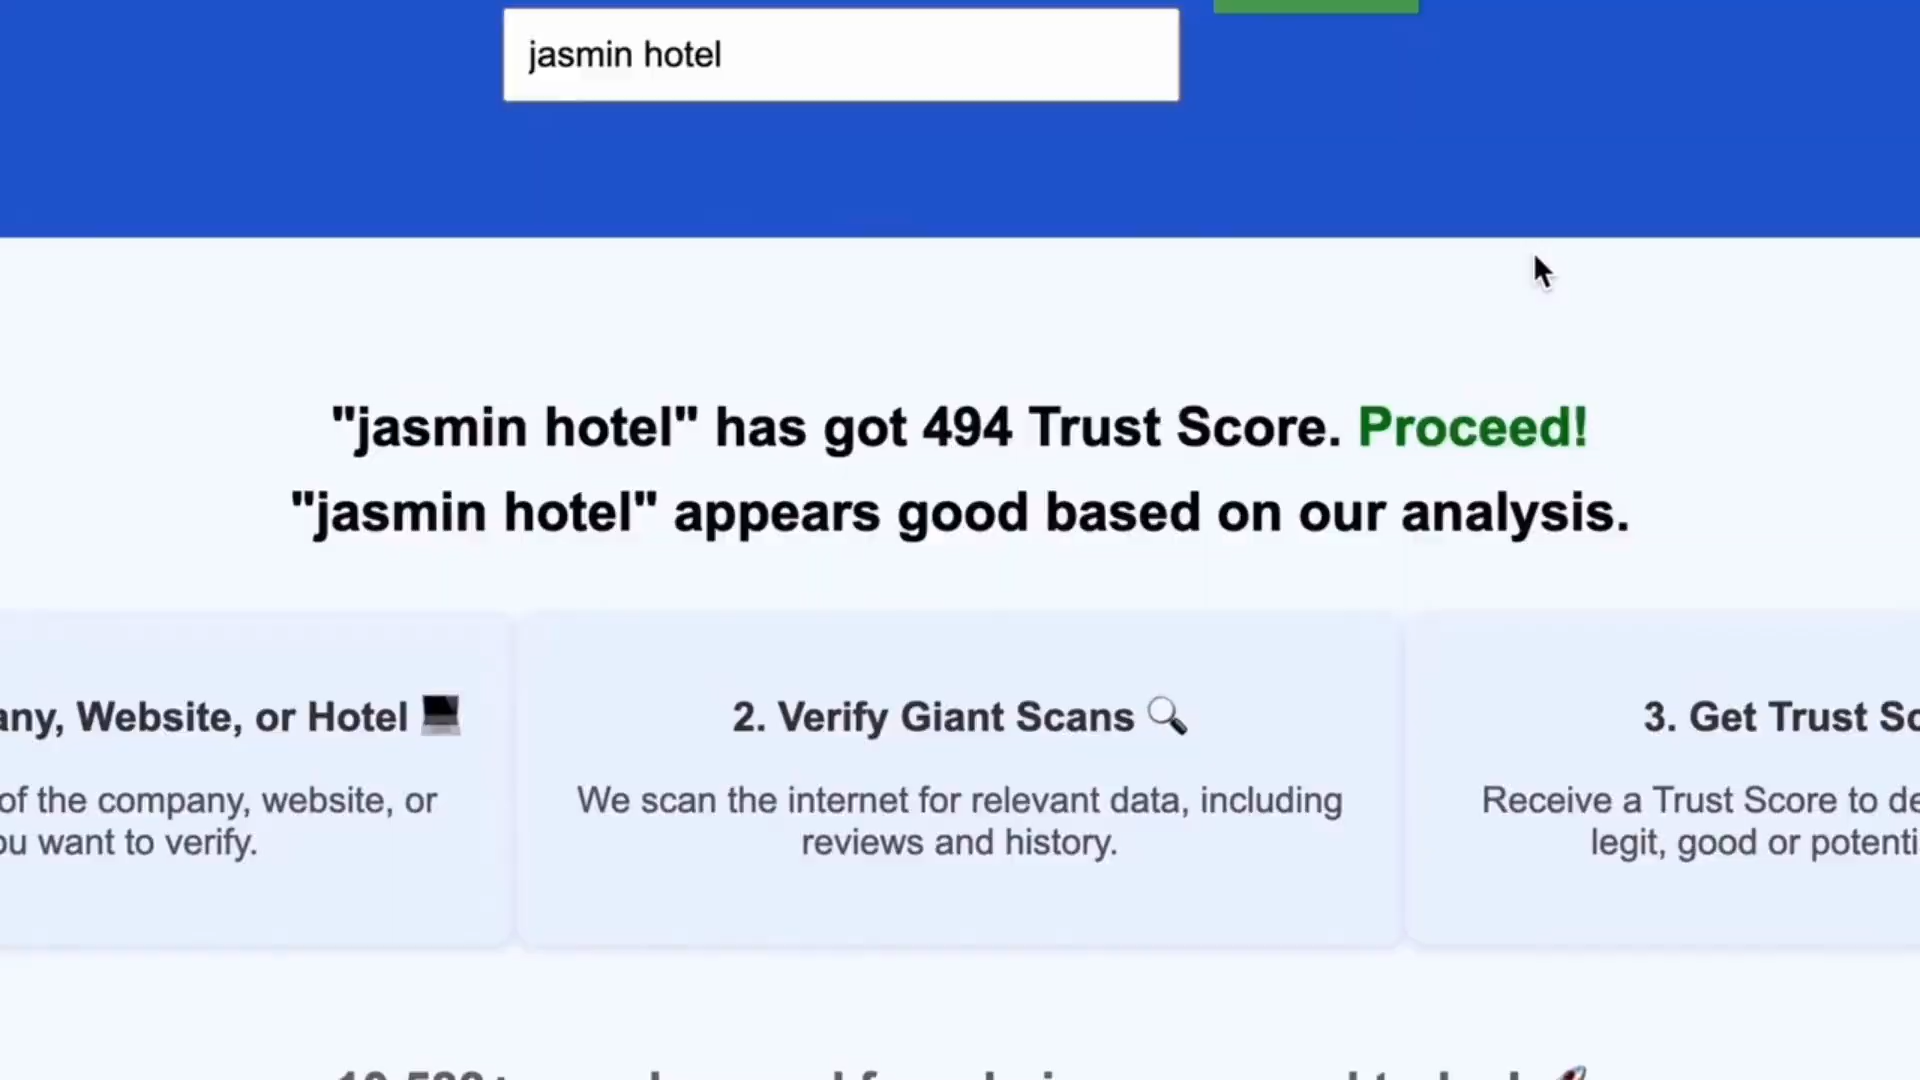 jasmin hotel
"jasmin hotel" has got 494 Trust Score. Proceed!
"jasmin hotel" appears good based on our analysis.
any, Website, or Hotel
of the company, website, or
ou want to verify.
2. Verify Giant Scans
We scan the internet for relevant data, including
reviews and history.
3. Get Trust Sc
Receive a Trust Score to de
legit, good or potenti